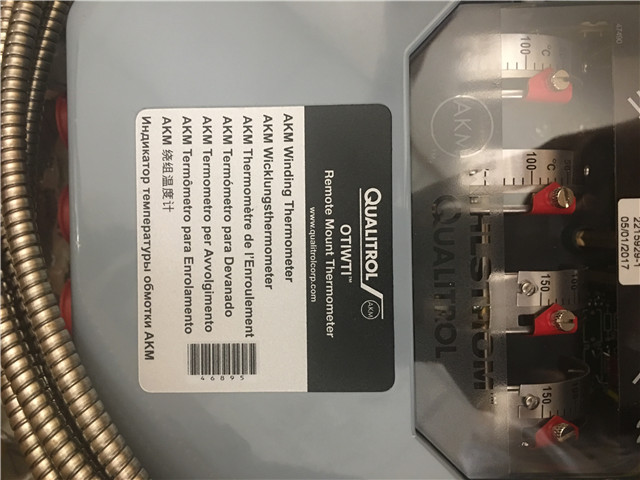 QUALITROL
AKM
OTIWTI™
Remote Mount Thermometer
www.qualitrolcorp.com
AKM Winding Thermometer
AKM Wicklungsthermometer
AKM Thermomètre de l'Enroulement
AKM Termómetro para Devanado
AKM Termometro per Avvolgimento
AKM Termômetro para Enrolamento
AKM 绕组温度计
Индикатор температуры обмотки AKM
46895
AKM
QUALITROL
100
°C
100
°C
150
150
05/01/2017